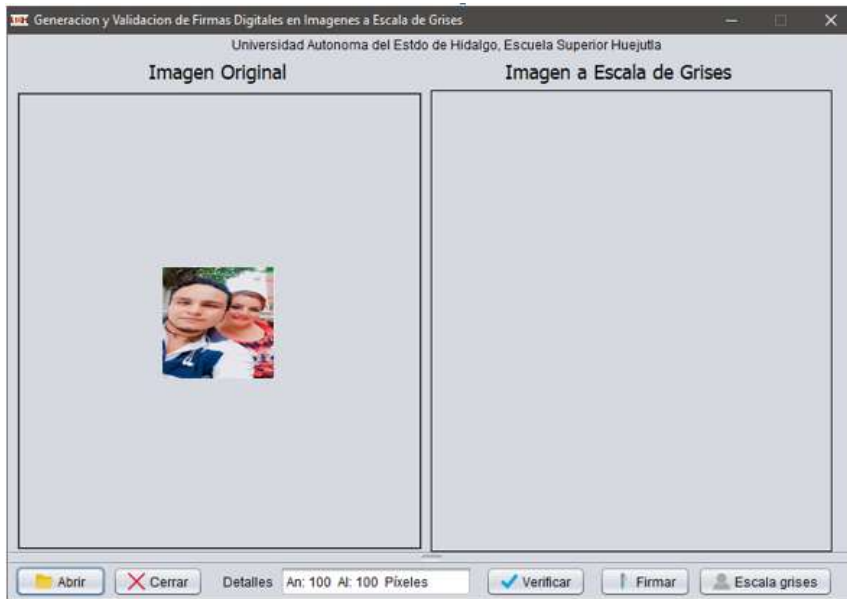 Generacion y Validacion de Firmas Digitales en Imagenes a Escala de Grises
Universidad Autonoma del Estdo de Hidalgo, Escuela Superior Huejutla
Imagen Original
Imagen a Escala de Grises
Abrir
Cerrar
Detalles
An: 100 Al: 100 Píxeles
Verificar
Firmar
Escala grises